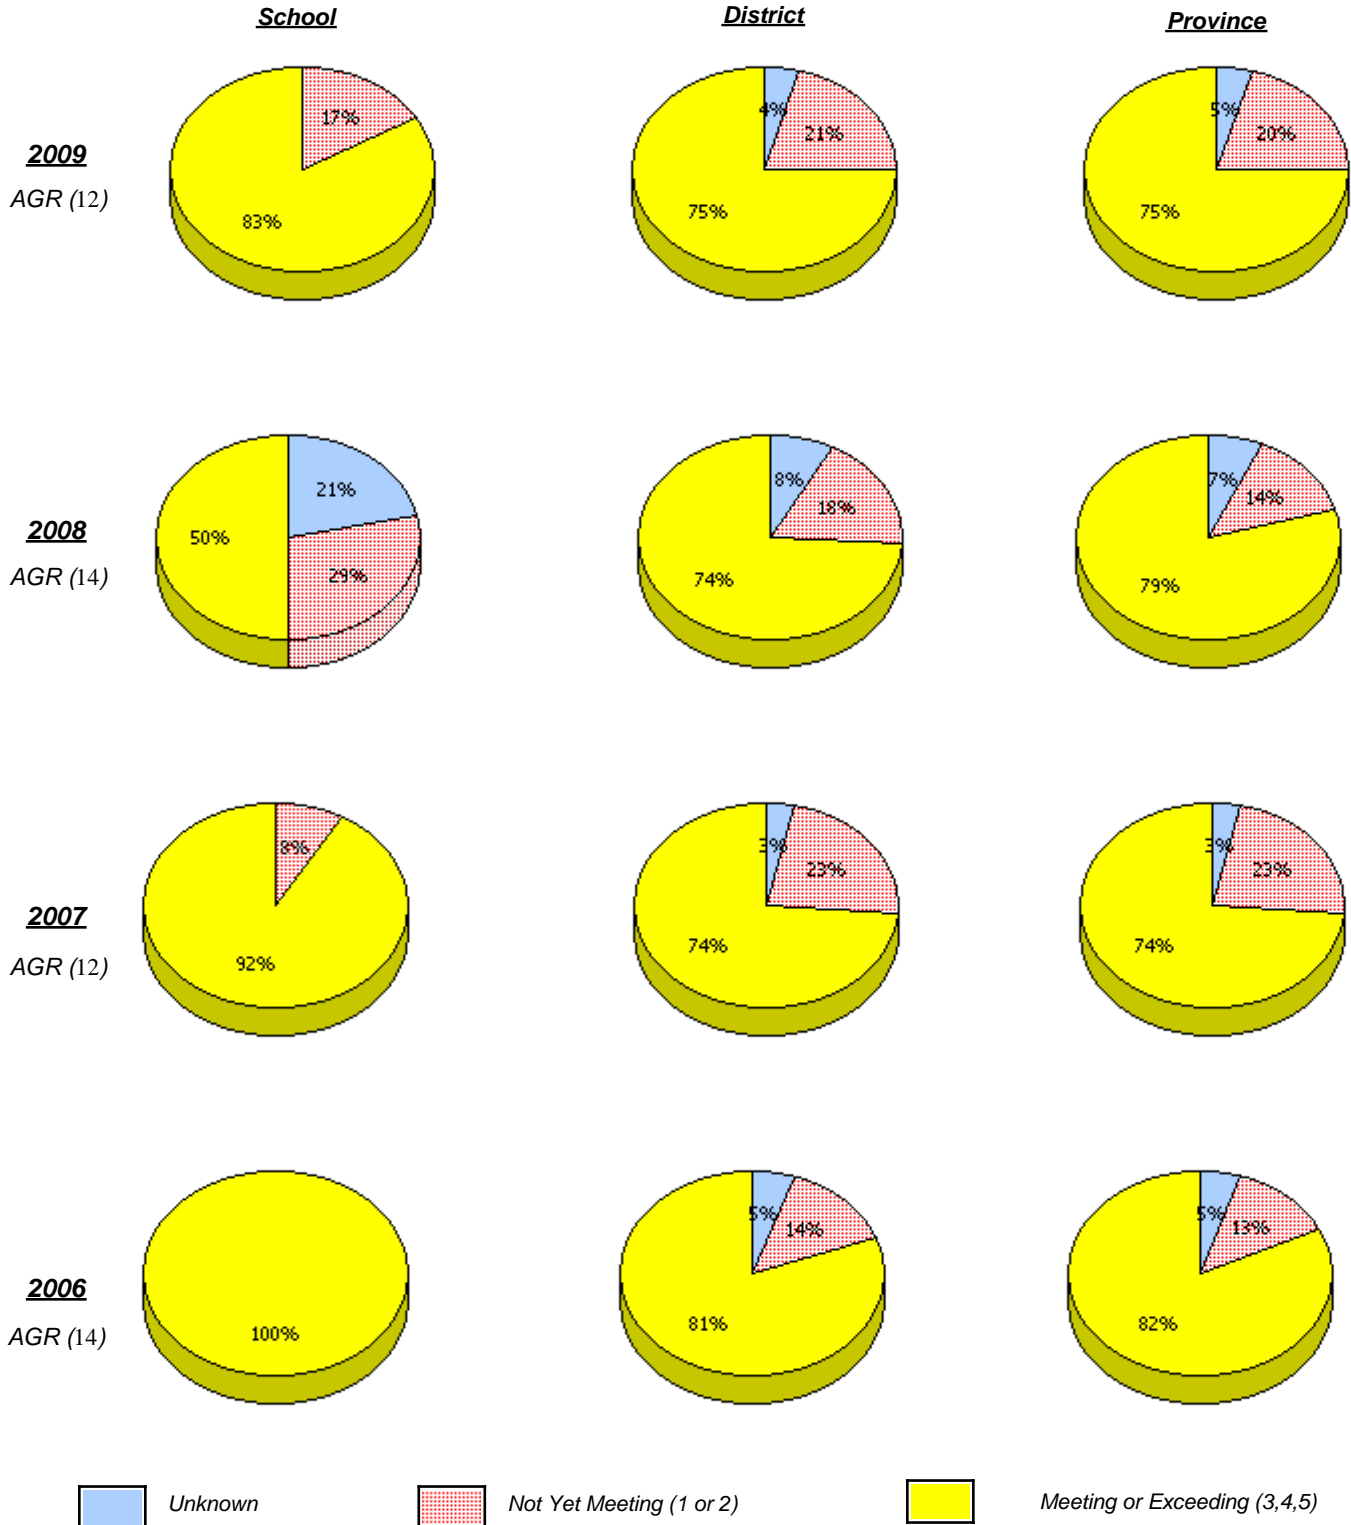 School District Province
17% 4% 21% 5% 20%
2009
AGR (12)
83% 75% 75%
21% 8% 18% 7% 14%
2008
50%
AGR (14)
29% 74% 79%
8% 3% 23% 3% 23%
2007
AGR (12)
92% 74% 74%
5% 14% 5% 13%
2006
AGR (14)
100% 81% 82%
Unknown Not Yet Meeting (1 or 2) Meeting or Exceeding (3,4,5)